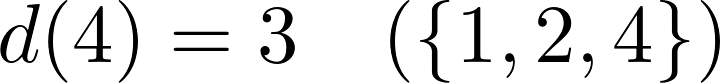 d(4) = 3 ({1, 2, 4})